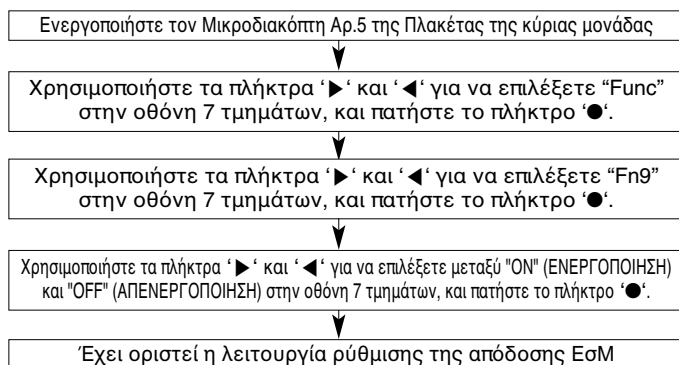 Ενεργοποιήστε τον Μικροδιακόπτη Αρ.5 της Πλακέτας της κύριας μονάδας
Χρησιμοποιήστε τα πλήκτρα ‘▶‘ και ‘◀‘ για να επιλέξετε “Func”
στην οθόνη 7 τμημάτων, και πατήστε το πλήκτρο ‘●‘.
Χρησιμοποιήστε τα πλήκτρα ‘▶‘ και ‘◀‘ για να επιλέξετε “Fn9”
στην οθόνη 7 τμημάτων, και πατήστε το πλήκτρο ‘●‘.
Χρησιμοποιήστε τα πλήκτρα ‘▶‘ και ‘◀‘ για να επιλέξετε μεταξύ "ON" (ΕΝΕΡΓΟΠΟΙΗΣΗ)
και "OFF" (ΑΠΕΝΕΡΓΟΠΟΙΗΣΗ) στην οθόνη 7 τμημάτων, και πατήστε το πλήκτρο ‘●‘.
Έχει οριστεί η λειτουργία ρύθμισης της απόδοσης ΕσΜ